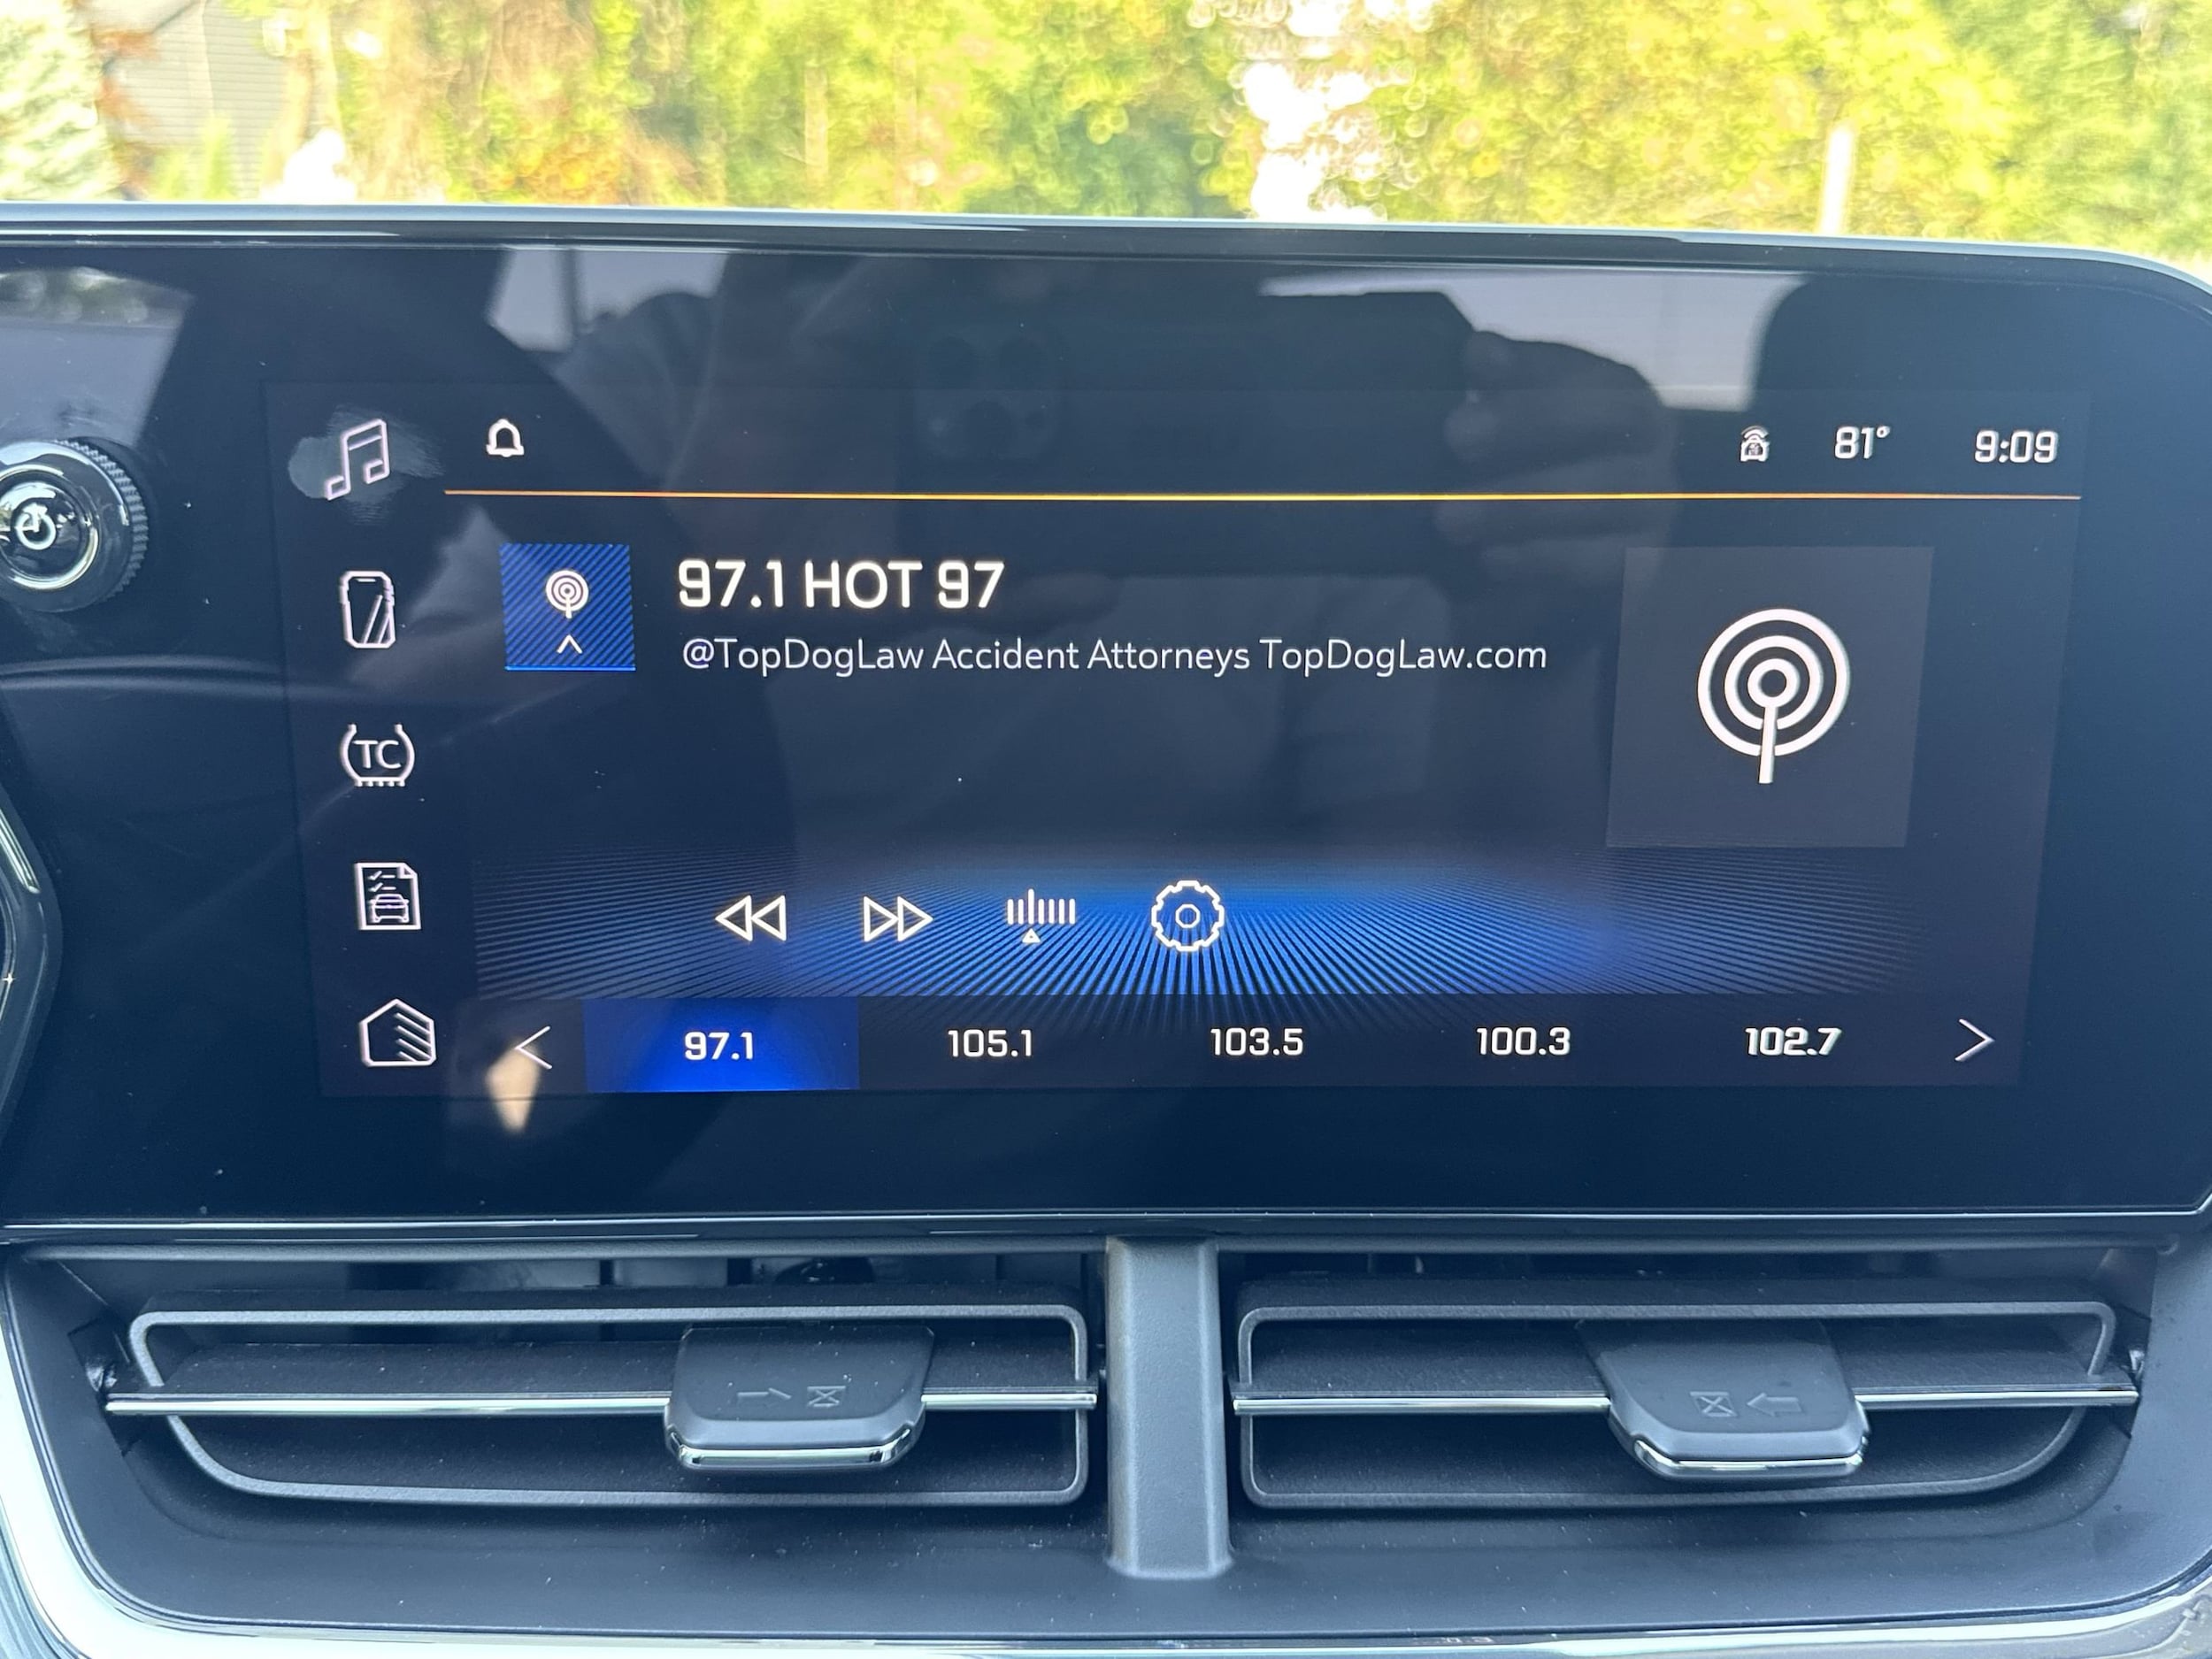 81° 9:09
97.1 HOT 97
@TopDogLaw Accident Attorneys TopDogLaw.com
TC
97.1 105.1 103.5 100.3 102.7